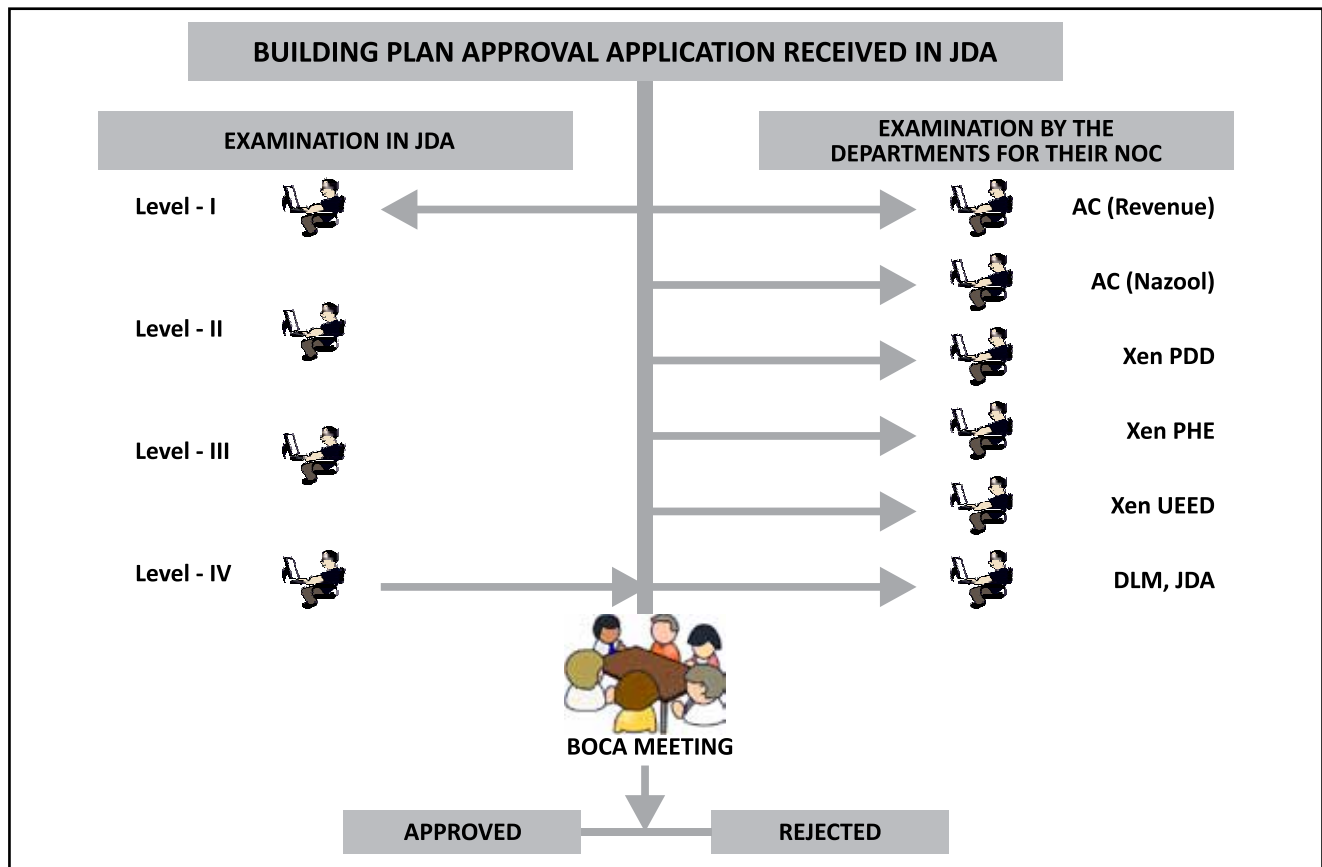 BUILDING PLAN APPROVAL APPLICATION RECEIVED IN JDA
EXAMINATION IN JDA
Level - I
Level - II
Level - III
Level - IV
EXAMINATION BY THE
DEPARTMENTS FOR THEIR NOC
AC (Revenue)
AC (Nazool)
Xen PDD
Xen PHE
Xen UEED
DLM, JDA
BOCA MEETING
APPROVED
REJECTED